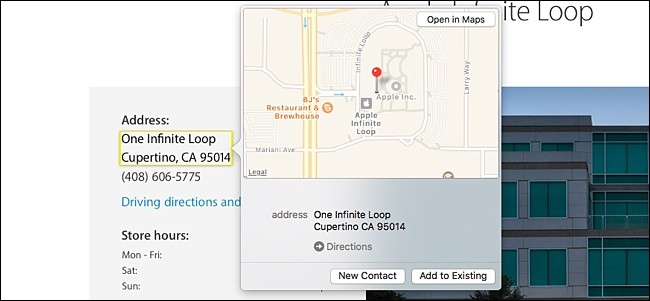 nite Loop
Address:
One Infinite Loop
Cupertino, CA 95014
(408) 606-5775
Driving directions and
Store hours:
Mon - Fri:
Sat:
Sun:
Open in Maps
Infinite Loop
Larry Way
Apple Inc.
BJ's
Restaurant &
Brewhouse
Apple
Infinite
Loop
Mariani Ave
Legal
address One Infinite Loop
Cupertino CA 95014
Directions
New Contact Add to Existing